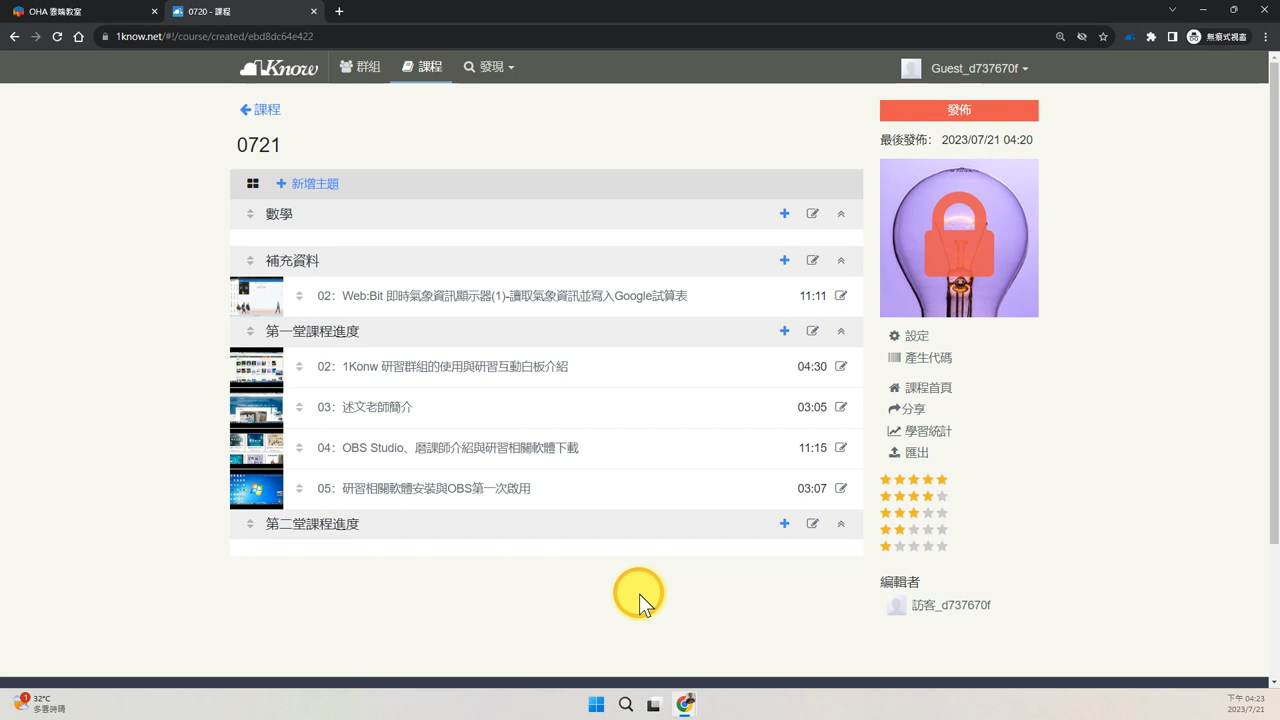 OHA 雲端教室
0720 - 課程
1know.net/#!/course/created/ebd8dc64e422
無痕式視窗
1Know
群組
課程
發現
Guest_d737670f
課程
0721
新增主題
數學
補充資料
02：Web:Bit 即時氣象資訊顯示器(1)-讀取氣象資訊並寫入Google試算表
11:11
第一堂課程進度
02：1Konw 研習群組的使用與研習互動白板介紹
04:30
03：述文老師簡介
03:05
04：OBS Studio、磨課師介紹與研習相關軟體下載
11:15
05：研習相關軟體安裝與OBS第一次啟用
03:07
第二堂課程進度
發佈
最後發佈： 2023/07/21 04:20
設定
產生代碼
課程首頁
分享
學習統計
匯出
編輯者
訪客_d737670f
1
32°C
多雲時晴
下午 04:23
2023/7/21